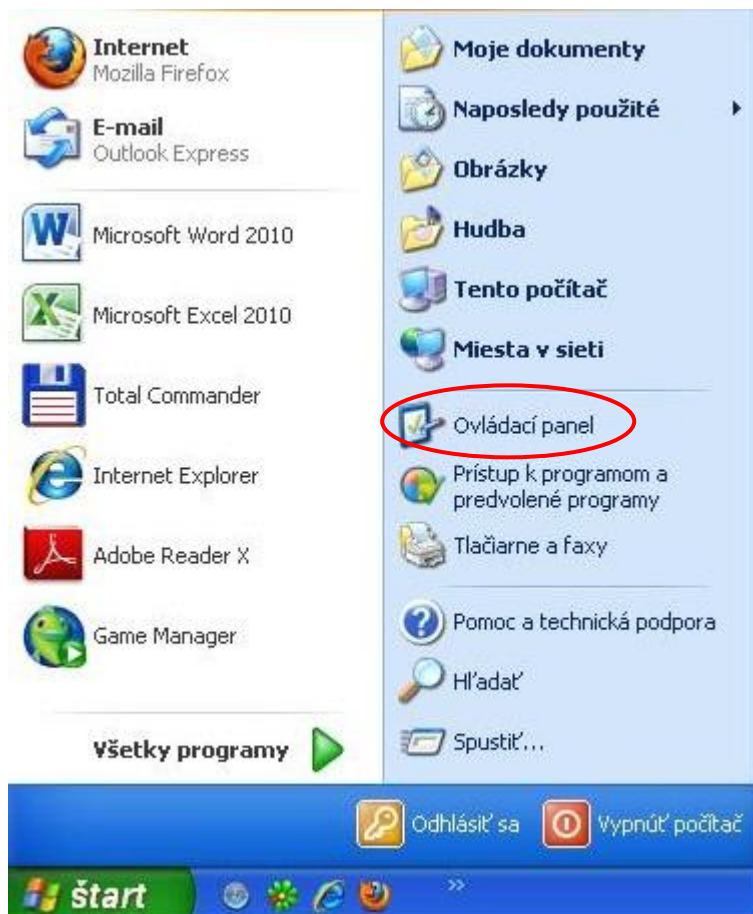 Internet
Mozilla Firefox
E-mail
Outlook Express
Microsoft Word 2010
Microsoft Excel 2010
Total Commander
Internet Explorer
Adobe Reader X
Game Manager
Všetky programy
Moje dokumenty
Naposledy použité
Obrázky
Hudba
Tento počítač
Miesta v sieti
Ovládací panel
Prístup k programom a
predvolené programy
Tlačiarne a faxy
Pomoc a technická podpora
Hľadať
Spustiť...
Odhlásiť sa
Vypnúť počítač
štart